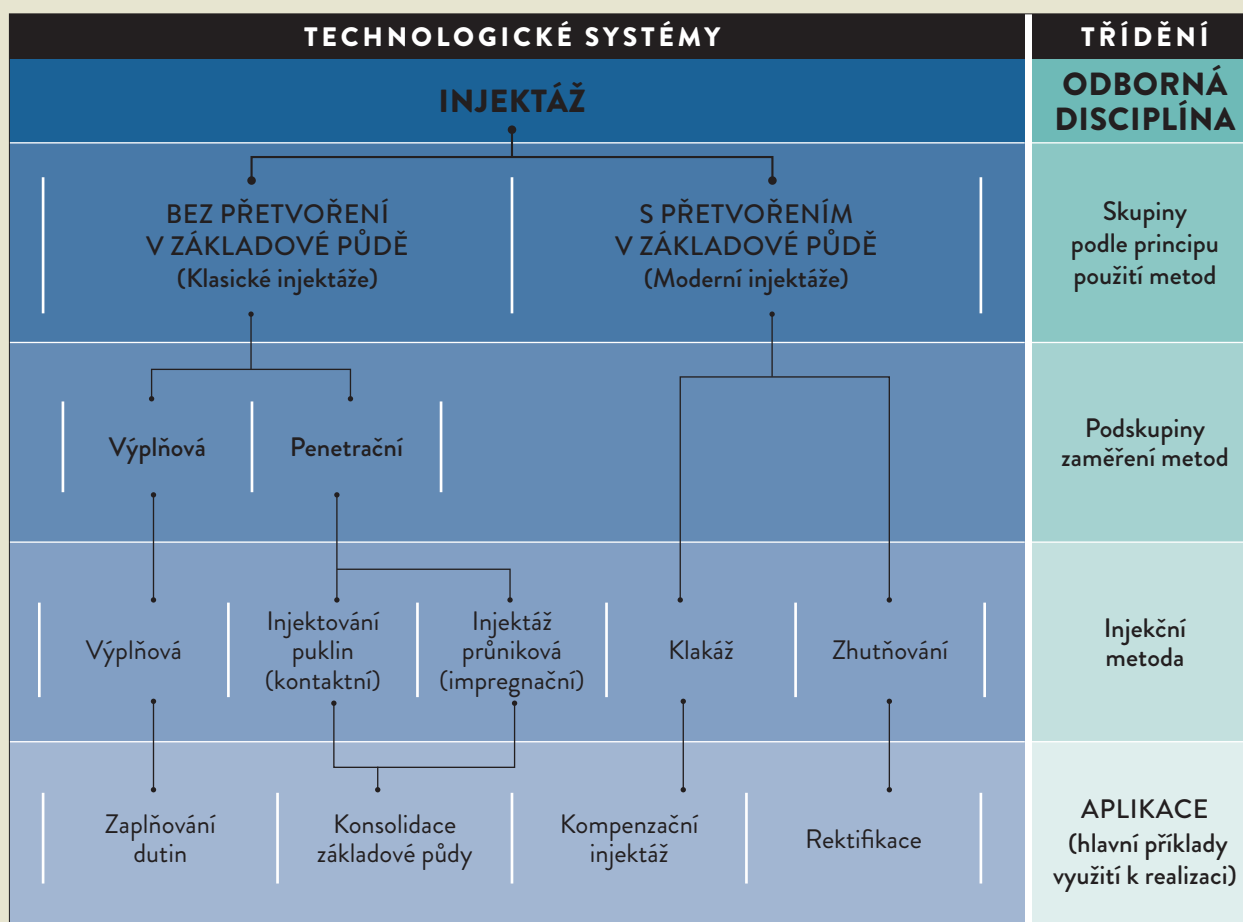 TECHNOLOGICKÉ SYSTÉMY
TŘÍDĚNÍ
INJEKTÁŽ
ODBORNÁ
DISCIPLÍNA
BEZ PŘETVOŘENÍ
V ZÁKLADOVÉ PŮDĚ
(Klasické injektáže)
S PŘETVOŘENÍM
V ZÁKLADOVÉ PŮDĚ
(Moderní injektáže)
Skupiny
podle principu
použití metod
Výplňová
Penetrační
Podskupiny
zaměření metod
Výplňová
Injektování
puklin
(kontaktní)
Injektáž
průniková
(impregnační)
Klakáž
Zhutňování
Injekční
metoda
Zaplňování
dutin
Konsolidace
základové půdy
Kompenzační
injektáž
Rektifikace
APLIKACE
(hlavní příklady
využití k realizaci)